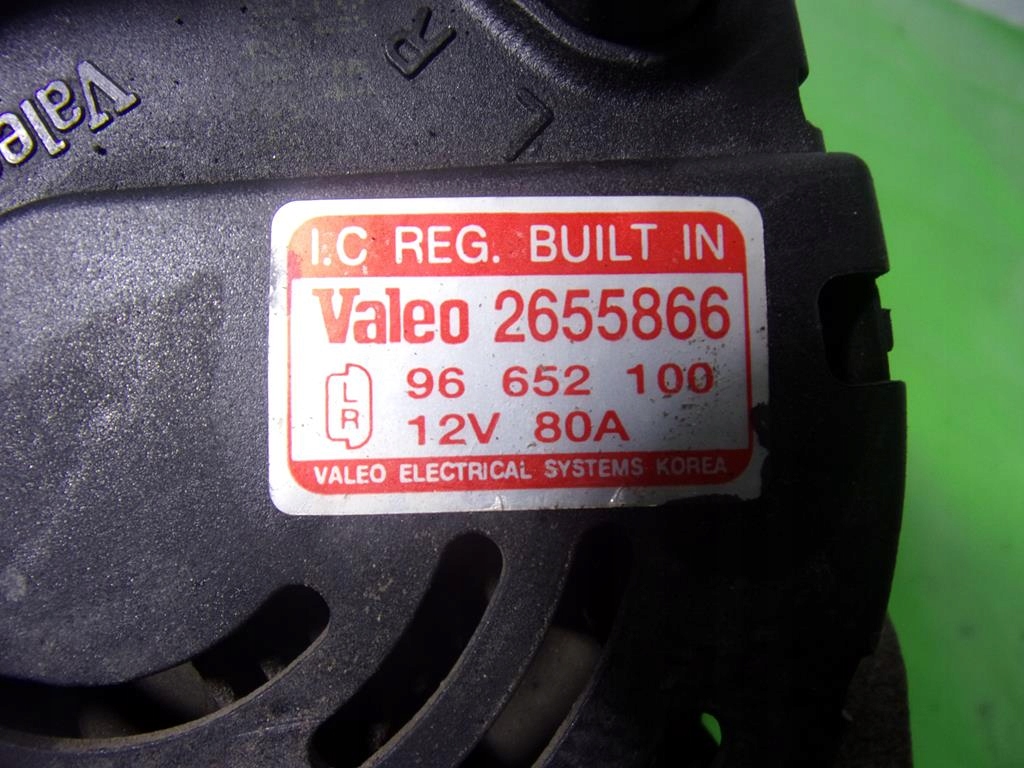 R
L
Vale
I.C REG. BUILT IN
Valeo 2655866
L 96 652 100
R 12V 80A
VALEO ELECTRICAL SYSTEMS KOREA